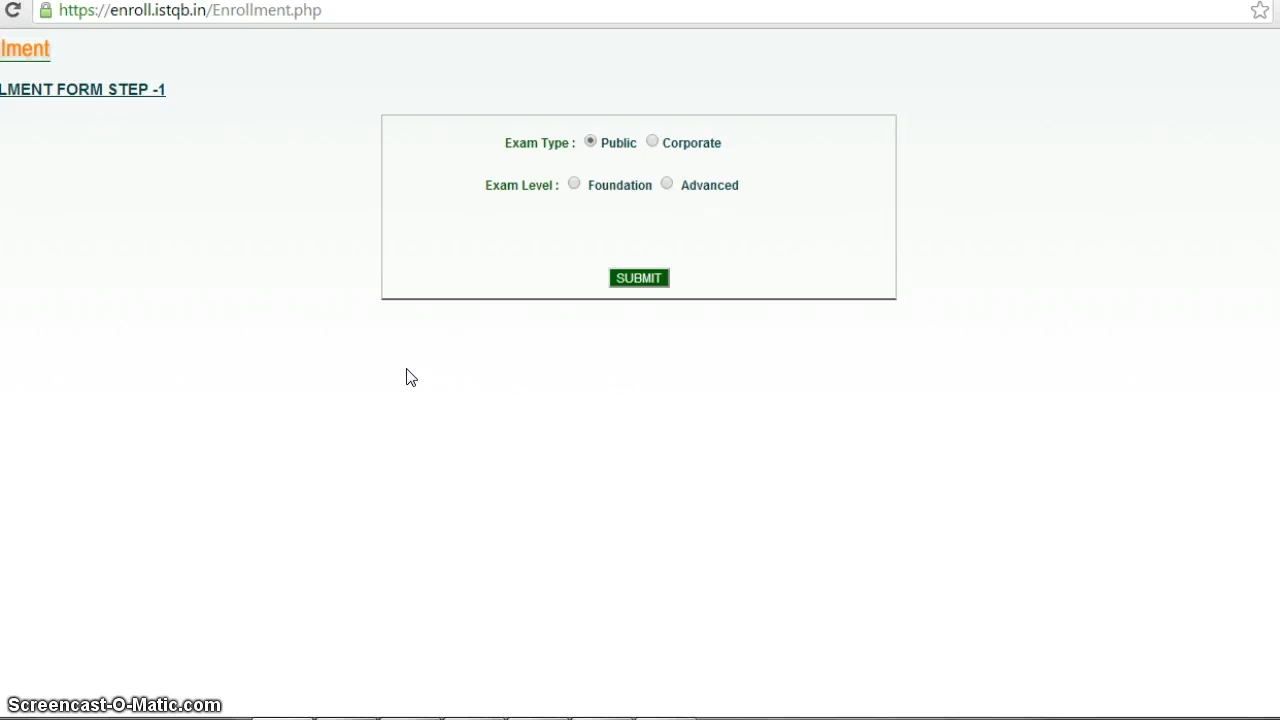 https://enroll.istqb.in/Enrollment.php
lment
LMENT FORM STEP -1
Exam Type : Public Corporate
Exam Level : Foundation Advanced
SUBMIT
Screencast-O-Matic.com